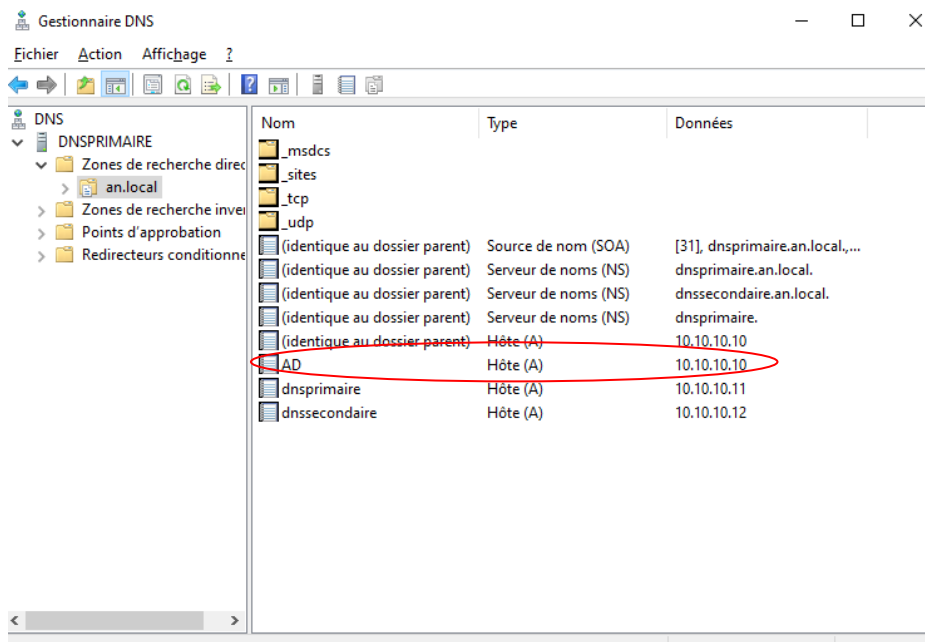 Gestionnaire DNS
Fichier Action Affichage ?
DNS
DNSPRIMAIRE
Zones de recherche direc
an.local
Zones de recherche inver
Points d'approbation
Redirecteurs conditionne
Nom Type Données
_msdcs
_sites
_tcp
_udp
(identique au dossier parent) Source de nom (SOA) [31], dnsprimaire.an.local.,...
(identique au dossier parent) Serveur de noms (NS) dnsprimaire.an.local.
(identique au dossier parent) Serveur de noms (NS) dnssecondaire.an.local.
(identique au dossier parent) Serveur de noms (NS) dnsprimaire.
(identique au dossier parent) Hôte (A) 10.10.10.10
AD Hôte (A) 10.10.10.10
dnsprimaire Hôte (A) 10.10.10.11
dnssecondaire Hôte (A) 10.10.10.12